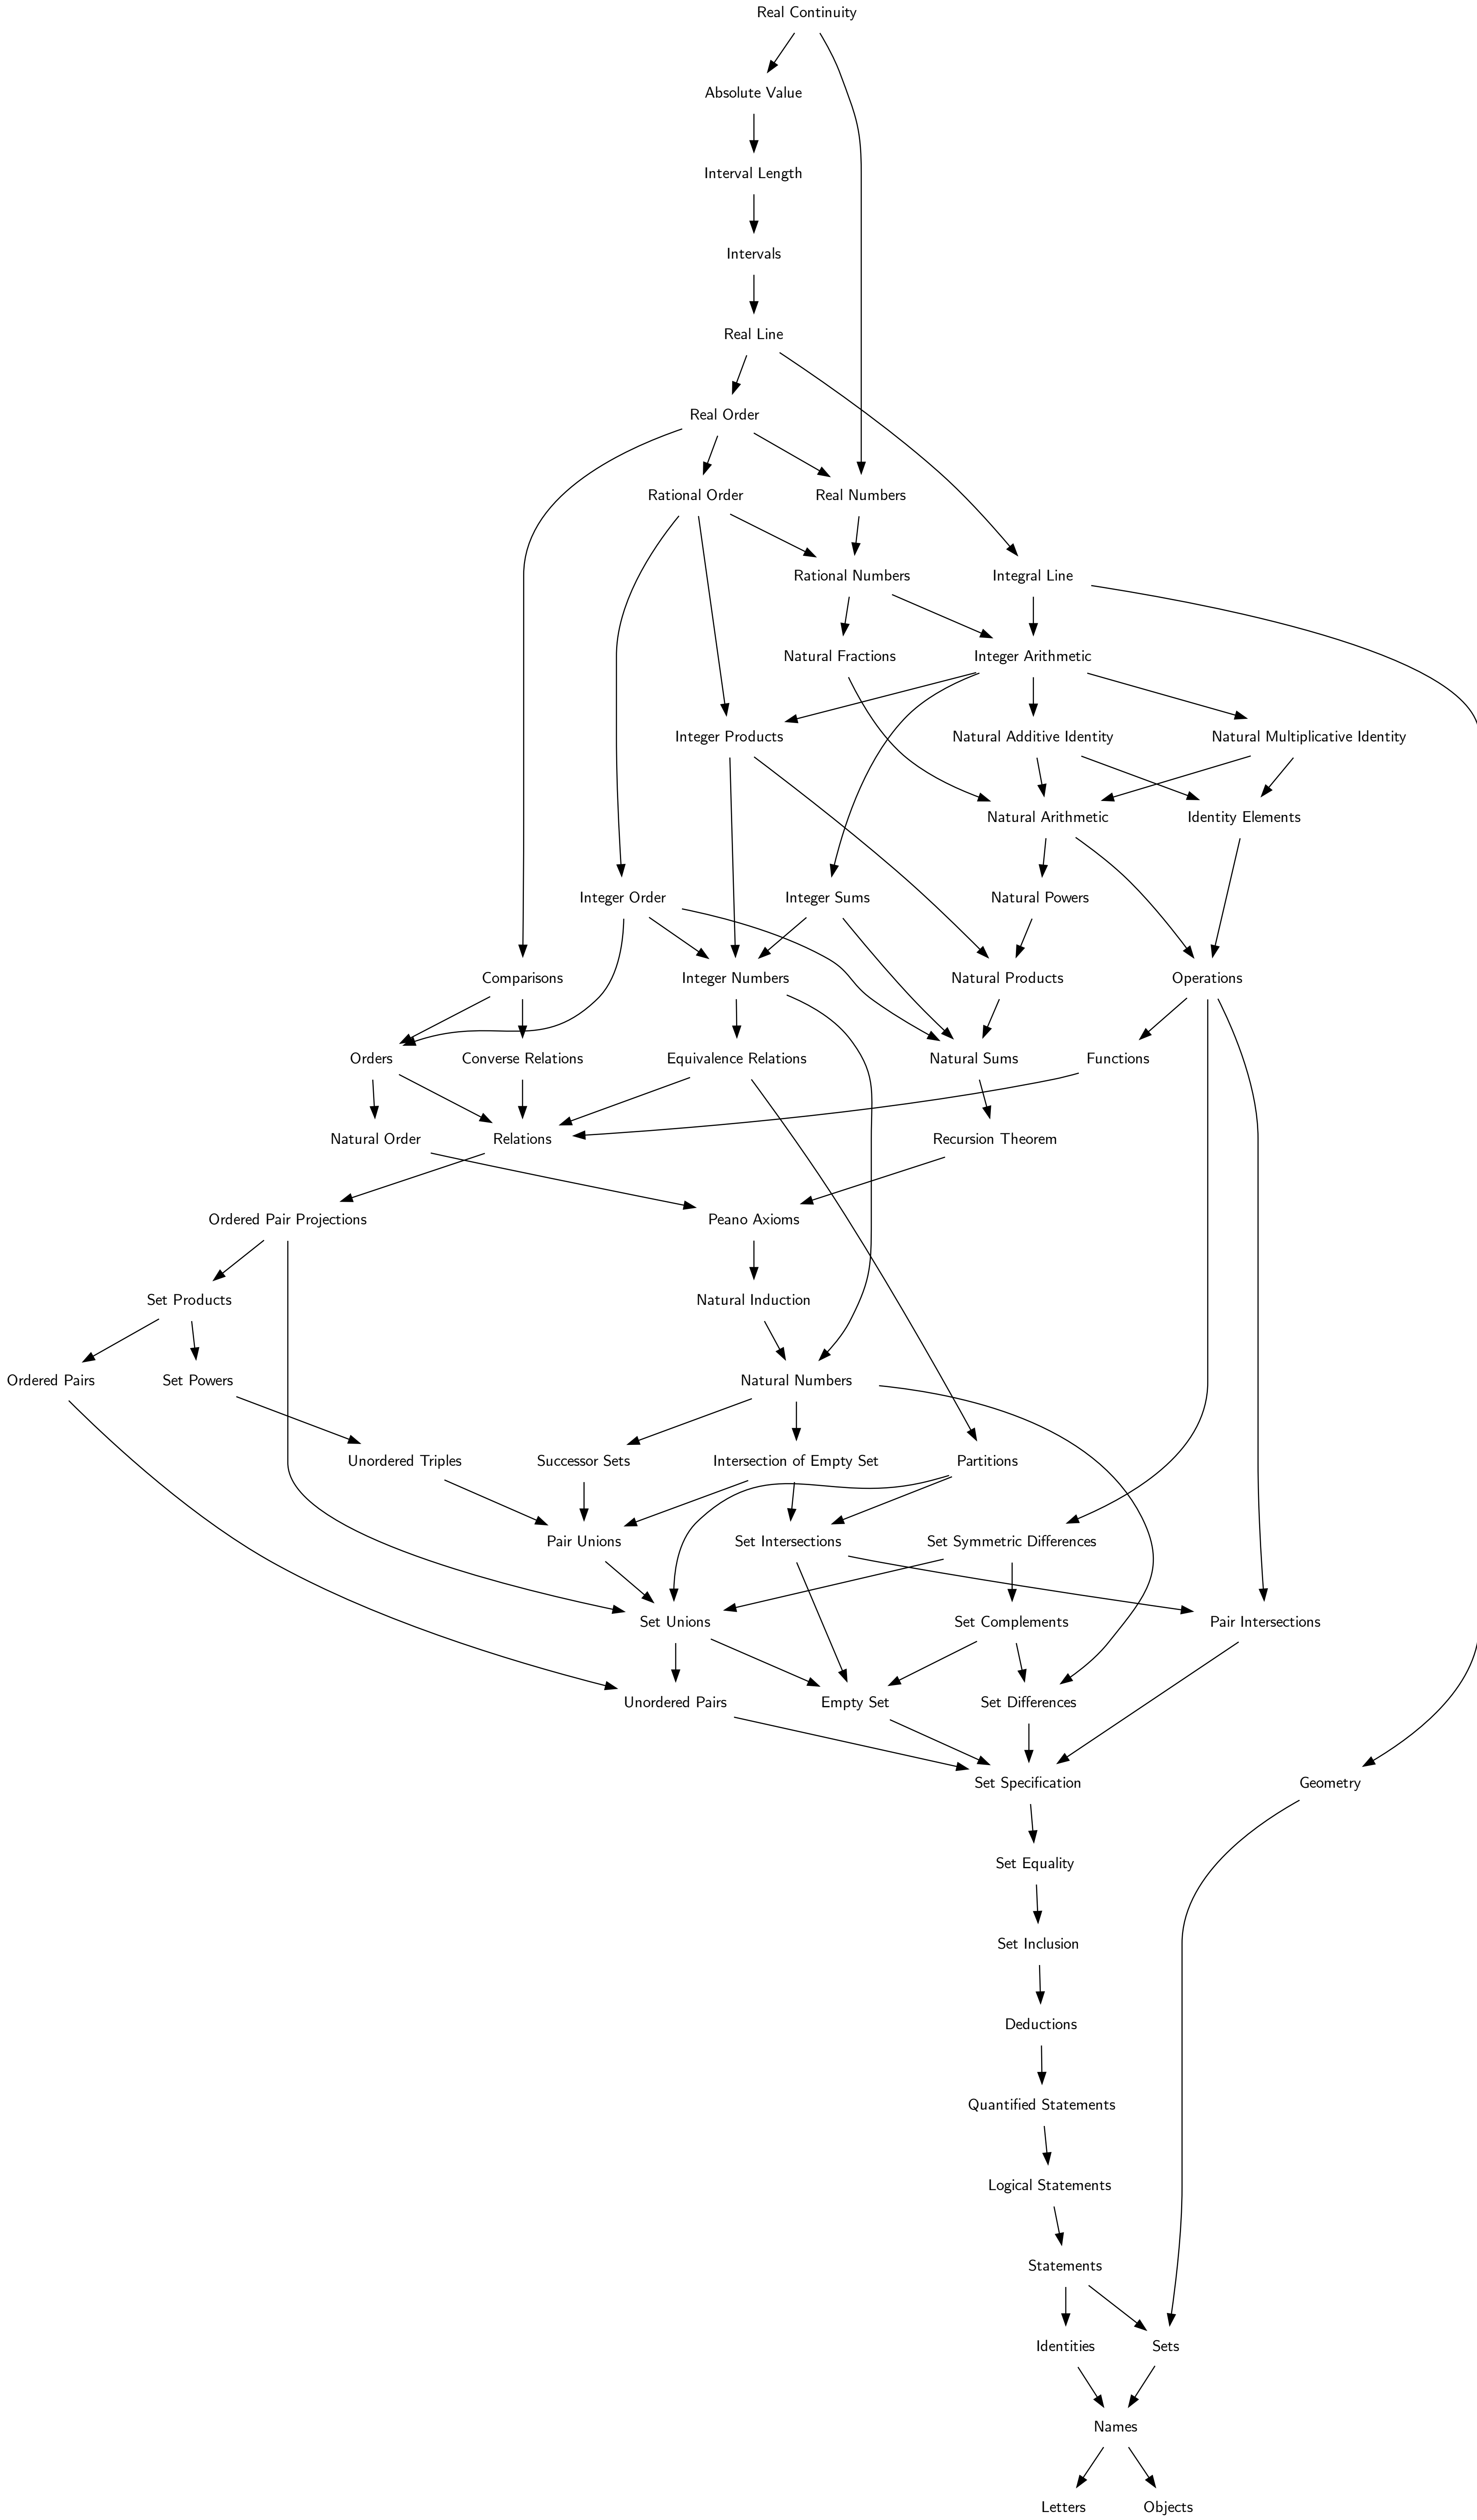 Real Continuity
Absolute Value
Interval Length
Intervals
Real Line
Real Order
Rational Order
Real Numbers
Rational Numbers
Integral Line
Natural Fractions
Integer Arithmetic
Integer Products
Natural Additive Identity
Natural Multiplicative Identity
Natural Arithmetic
Identity Elements
Integer Order
Integer Sums
Natural Powers
Comparisons
Integer Numbers
Natural Products
Operations
Orders
Converse Relations
Equivalence Relations
Natural Sums
Functions
Natural Order
Relations
Recursion Theorem
Ordered Pair Projections
Peano Axioms
Set Products
Natural Induction
Ordered Pairs
Set Powers
Natural Numbers
Unordered Triples
Successor Sets
Intersection of Empty Set
Partitions
Pair Unions
Set Intersections
Set Symmetric Differences
Set Unions
Set Complements
Pair Intersections
Unordered Pairs
Empty Set
Set Differences
Set Specification
Geometry
Set Equality
Set Inclusion
Deductions
Quantified Statements
Logical Statements
Statements
Identities
Sets
Names
Letters
Objects